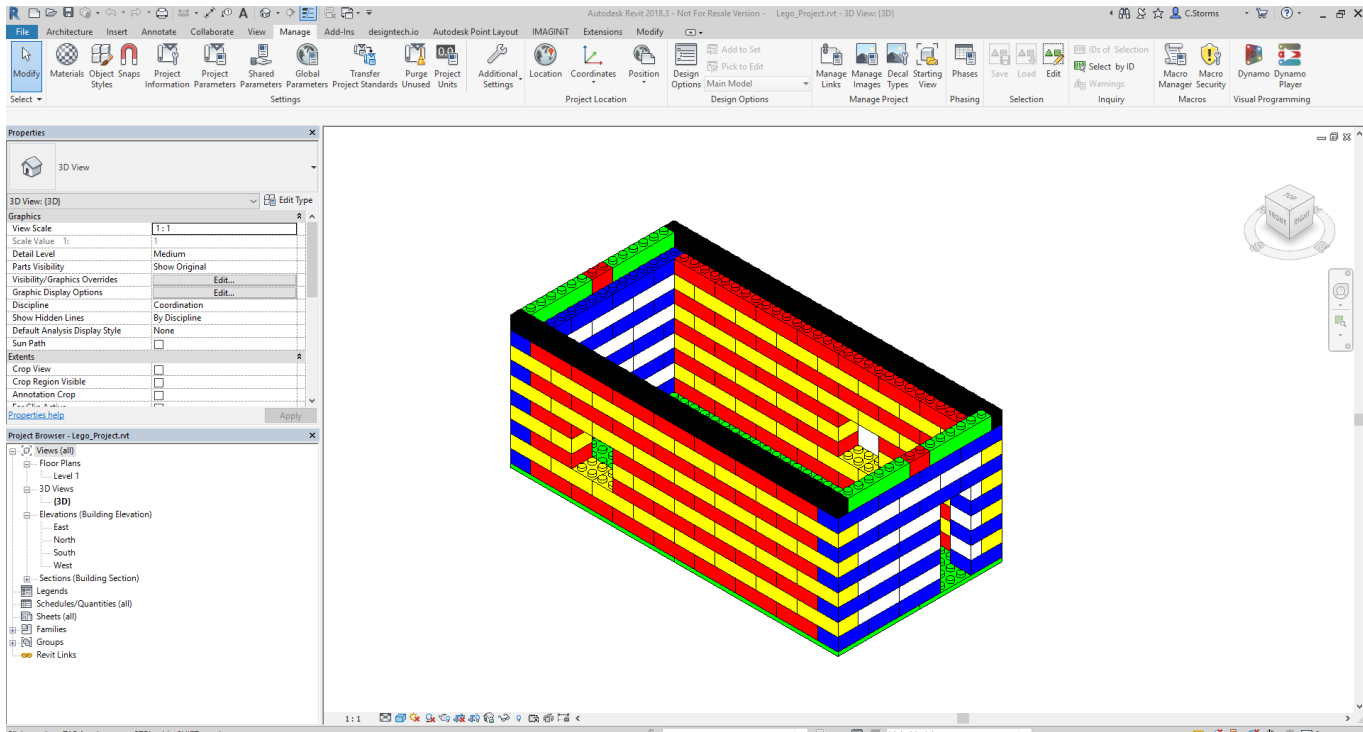 Autodesk Revit 2018.3 - Not For Resale Version - Lego_Project.rvt - 3D View: {3D}
C.Storms
File Architecture Insert Annotate Collaborate View Manage Add-Ins designtech.io Autodesk Point Layout IMAGINiT Extensions Modify
Modify
Materials
Object Styles
Snaps
Project Information
Project Parameters
Shared Parameters
Global Parameters
Transfer Project Standards
Purge Unused
Project Units
Additional Settings
Location
Coordinates
Position
Design Options
Add to Set
Pick to Edit
Main Model
Manage Links
Manage Images
Decal Types
Starting View
Phases
Save
Load
Edit
IDs of Selection
Select by ID
Warnings
Macro Manager
Macro Security
Dynamo
Dynamo Player
Select
Settings
Project Location
Design Options
Manage Project
Phasing
Selection
Inquiry
Macros
Visual Programming
Properties
3D View
3D View: {3D}
Edit Type
Graphics
View Scale 1 : 1
Scale Value 1: 1
Detail Level Medium
Parts Visibility Show Original
Visibility/Graphics Overrides Edit...
Graphic Display Options Edit...
Discipline Coordination
Show Hidden Lines By Discipline
Default Analysis Display Style None
Sun Path
Extents
Crop View
Crop Region Visible
Annotation Crop
Properties help
Apply
Project Browser - Lego_Project.rvt
Views (all)
Floor Plans
Level 1
3D Views
{3D}
Elevations (Building Elevation)
East
North
South
West
Sections (Building Section)
Legends
Schedules/Quantities (all)
Sheets (all)
Families
Groups
Revit Links
TOP
FRONT
RIGHT
1 : 1